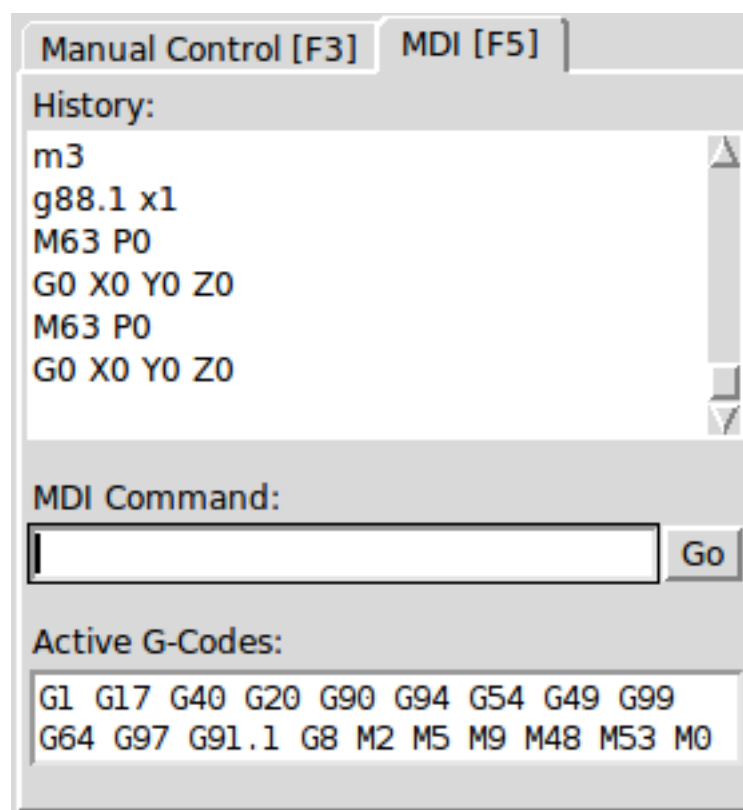 Manual Control [F3] MDI [F5]
History:
m3
g88.1 x1
M63 P0
G0 X0 Y0 Z0
M63 P0
G0 X0 Y0 Z0
MDI Command:
Go
Active G-Codes:
G1 G17 G40 G20 G90 G94 G54 G49 G99
G64 G97 G91.1 G8 M2 M5 M9 M48 M53 M0